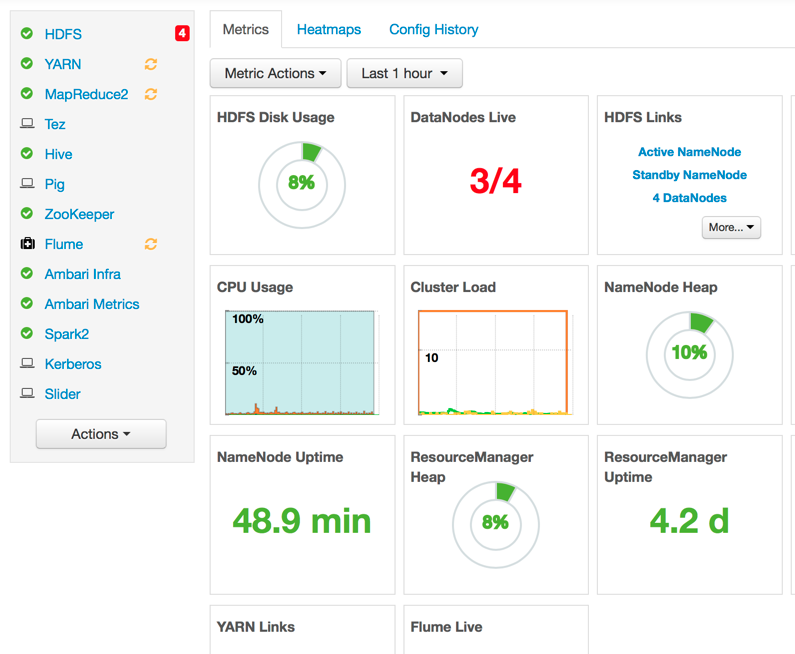 HDFS 4
YARN
MapReduce2
Tez
Hive
Pig
ZooKeeper
Flume
Ambari Infra
Ambari Metrics
Spark2
Kerberos
Slider
Actions
Metrics Heatmaps Config History
Metric Actions Last 1 hour
HDFS Disk Usage
8%
DataNodes Live
3/4
HDFS Links
Active NameNode
Standby NameNode
4 DataNodes
More...
CPU Usage
100%
50%
Cluster Load
10
NameNode Heap
10%
NameNode Uptime
48.9 min
ResourceManager
Heap
8%
ResourceManager
Uptime
4.2 d
YARN Links
Flume Live